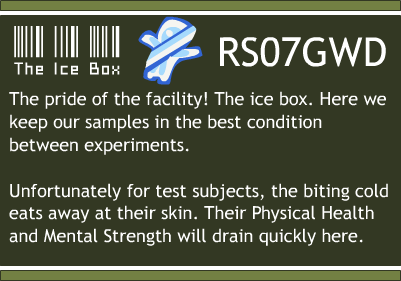 The Ice Box
RS07GWD
The pride of the facility! The ice box. Here we
keep our samples in the best condition
between experiments.
Unfortunately for test subjects, the biting cold
eats away at their skin. Their Physical Health
and Mental Strength will drain quickly here.